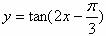 y = tan(2x − π/3)